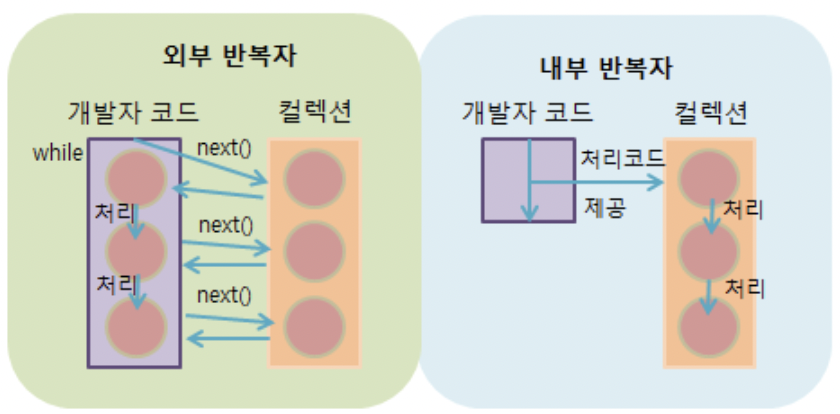 외부 반복자
개발자 코드
컬렉션
while
next()
처리
next()
처리
next()
내부 반복자
개발자 코드
컬렉션
처리코드
제공
처리
처리